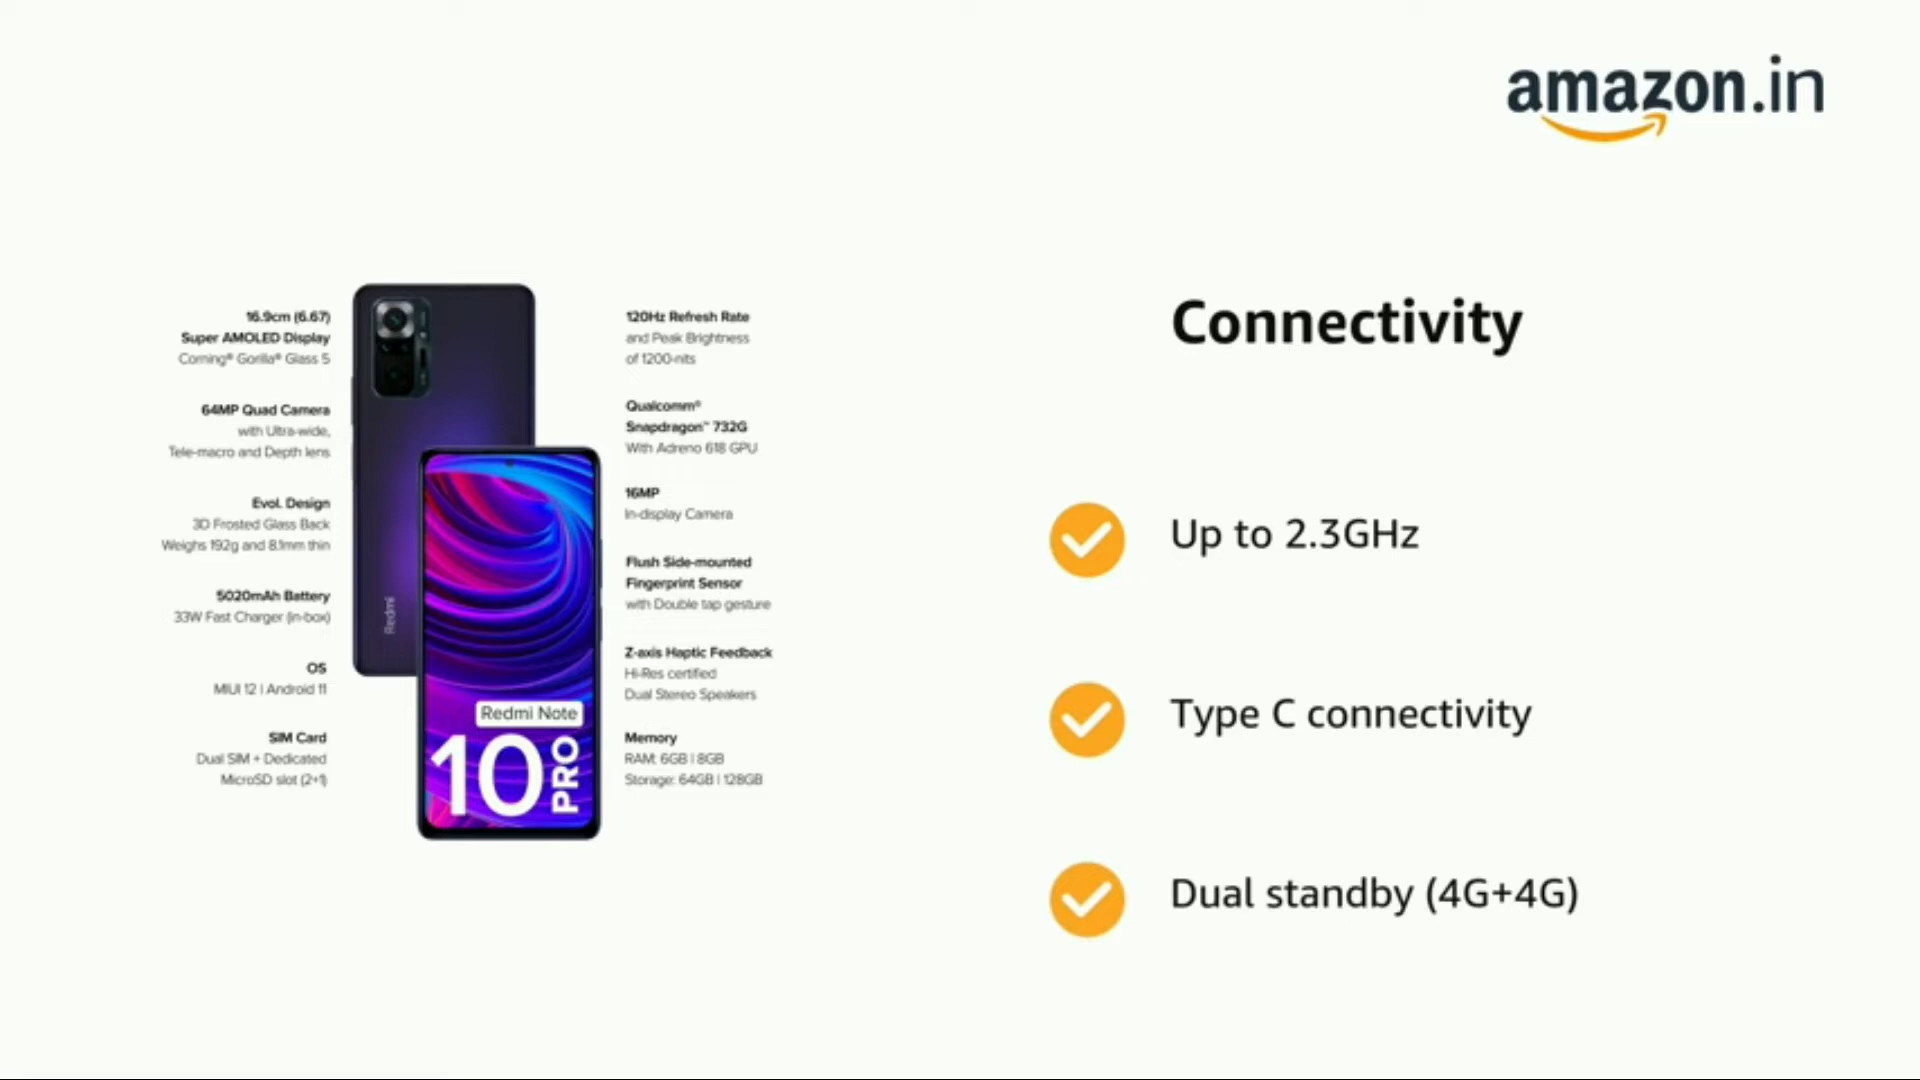 amazon.in
16.9cm (6.67)
Super AMOLED Display
Corning® Gorilla® Glass 5
64MP Quad Camera
with Ultra-wide,
Tele-macro and Depth lens
Evol. Design
3D Frosted Glass Back
Weighs 192g and 8.1mm thin
5020mAh Battery
33W Fast Charger (in-box)
OS
MIUI 12 | Android 11
SIM Card
Dual SIM + Dedicated
MicroSD slot (2+1)
Redmi
Redmi Note
10 PRO
120Hz Refresh Rate
and Peak Brightness
of 1200-nits
Qualcomm®
Snapdragon™ 732G
With Adreno 618 GPU
16MP
In-display Camera
Flush Side-mounted
Fingerprint Sensor
with Double tap gesture
Z-axis Haptic Feedback
Hi-Res certified
Dual Stereo Speakers
Memory
RAM: 6GB | 8GB
Storage: 64GB | 128GB
Connectivity
Up to 2.3GHz
Type C connectivity
Dual standby (4G+4G)